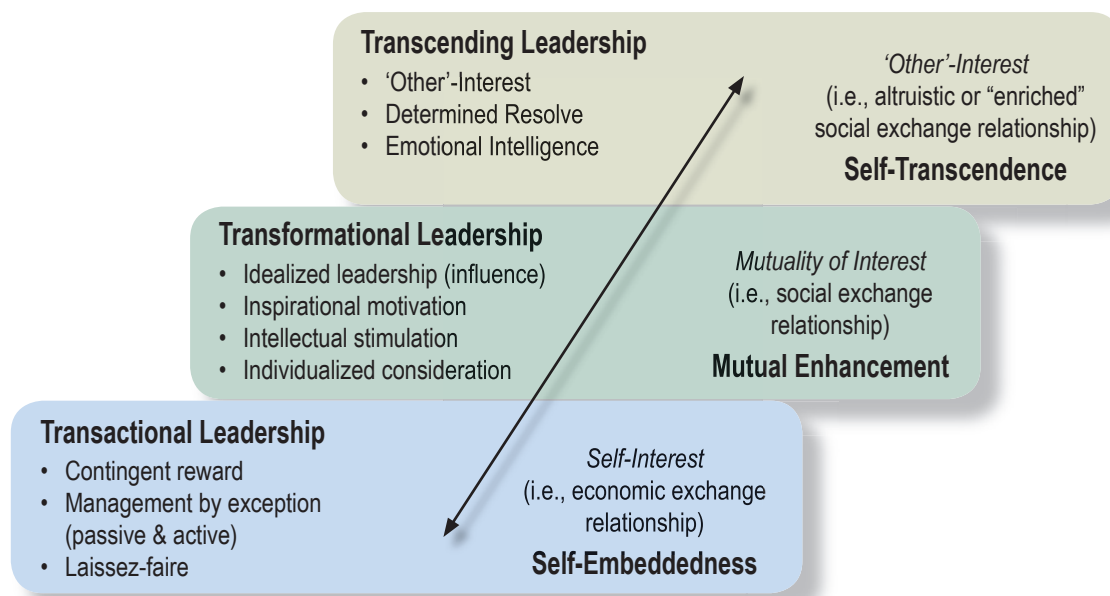 Transcending Leadership
• ‘Other’-Interest
• Determined Resolve
• Emotional Intelligence
‘Other’-Interest
(i.e., altruistic or “enriched”
social exchange relationship)
Self-Transcendence
Transformational Leadership
• Idealized leadership (influence)
• Inspirational motivation
• Intellectual stimulation
• Individualized consideration
Mutuality of Interest
(i.e., social exchange
relationship)
Mutual Enhancement
Transactional Leadership
• Contingent reward
• Management by exception
(passive & active)
• Laissez-faire
Self-Interest
(i.e., economic exchange
relationship)
Self-Embeddedness